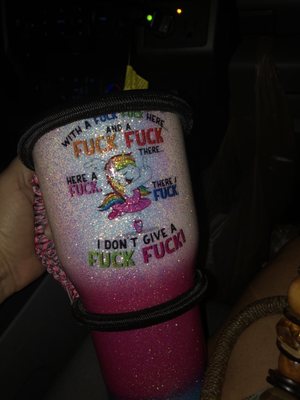 WITH A FUCK FUCK HERE
AND A
FUCK FUCK
THERE
HERE A
FUCK
THERE A
FUCK
I DON'T GIVE A
FUCK FUCK!